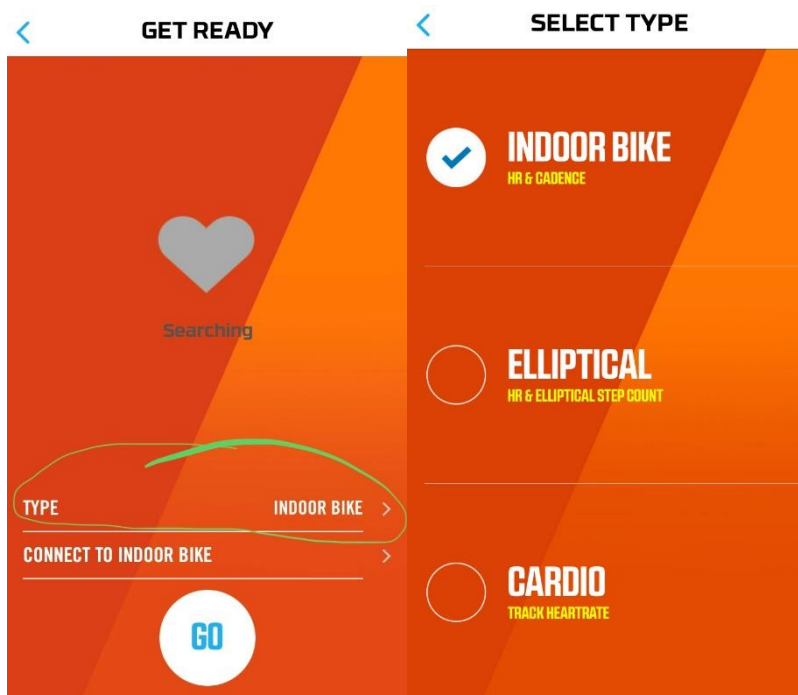 GET READY
Searching
TYPE INDOOR BIKE
CONNECT TO INDOOR BIKE
GO
SELECT TYPE
INDOOR BIKE
HR & CADENCE
ELLIPTICAL
HR & ELLIPTICAL STEP COUNT
CARDIO
TRACK HEARTRATE